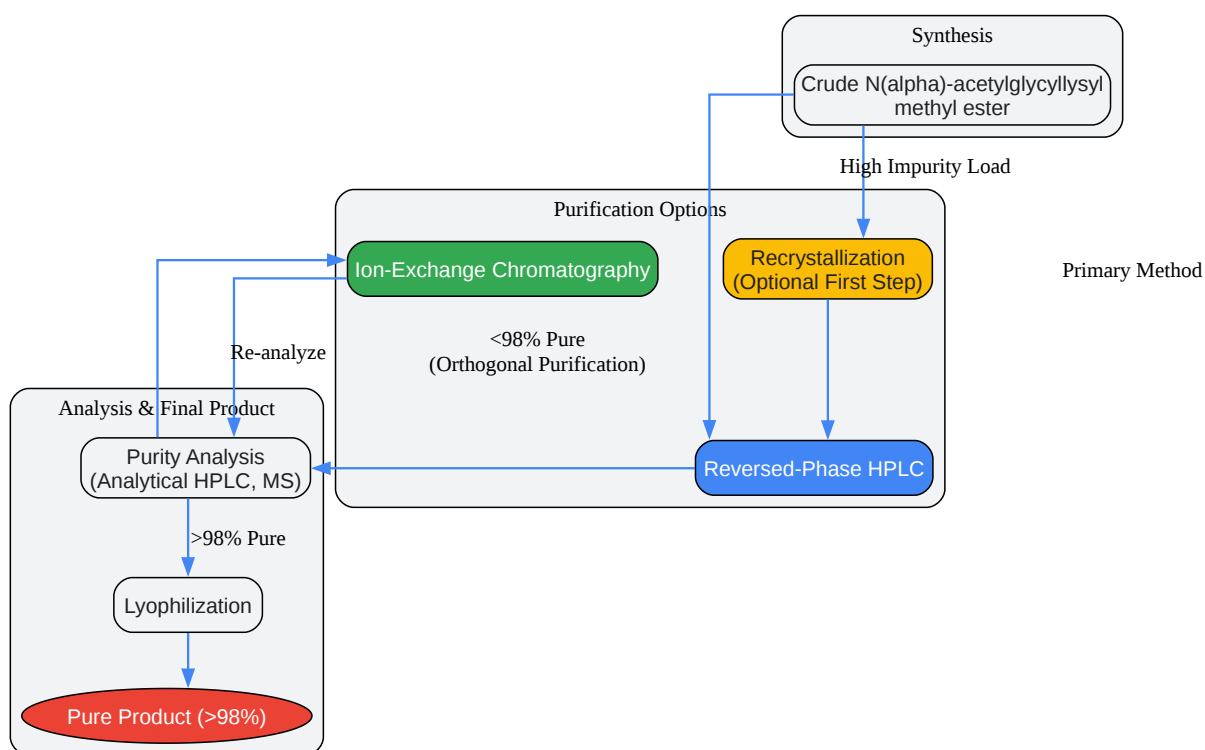 Synthesis
Crude N(alpha)-acetylglycyllysyl
methyl ester
High Impurity Load
Purification Options
Ion-Exchange Chromatography
Recrystallization
(Optional First Step)
Primary Method
<98% Pure
(Orthogonal Purification)
Re-analyze
Analysis & Final Product
Purity Analysis
(Analytical HPLC, MS)
Reversed-Phase HPLC
>98% Pure
Lyophilization
Pure Product (>98%)